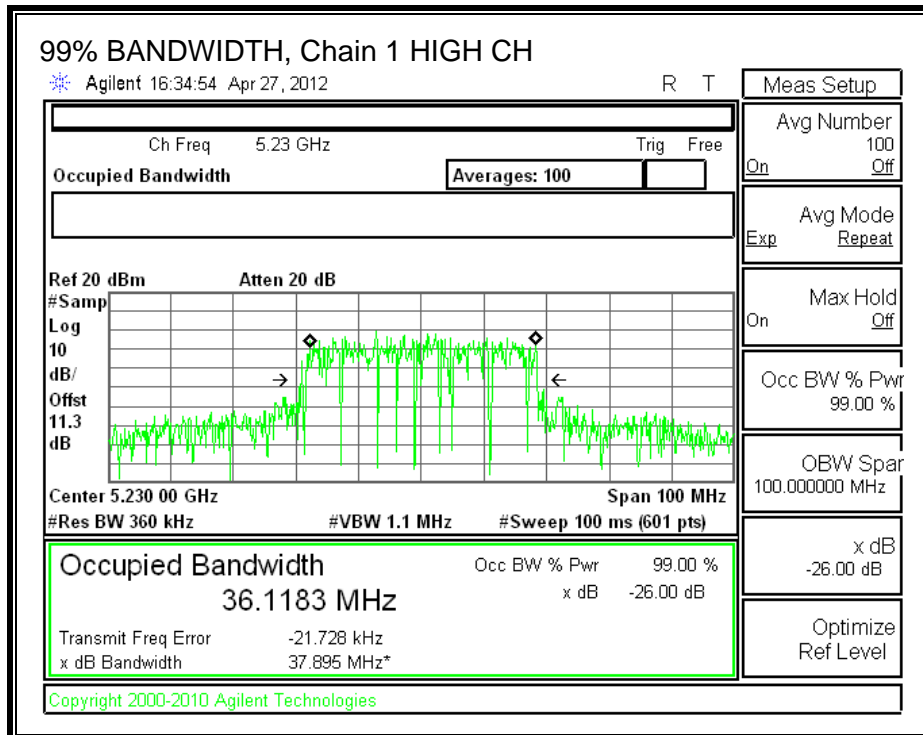 99% BANDWIDTH, Chain 1 HIGH CH
Agilent 16:34:54 Apr 27, 2012 R T
Ch Freq 5.23 GHz Trig Free
Occupied Bandwidth Averages: 100
Ref 20 dBm Atten 20 dB
#Samp
Log
10
dB/
Offst
11.3
dB
Center 5.230 00 GHz Span 100 MHz
#Res BW 360 kHz #VBW 1.1 MHz #Sweep 100 ms (601 pts)
Occupied Bandwidth Occ BW % Pwr 99.00 %
36.1183 MHz x dB -26.00 dB
Transmit Freq Error -21.728 kHz
x dB Bandwidth 37.895 MHz*
Copyright 2000-2010 Agilent Technologies
Meas Setup
Avg Number
100
On Off
Avg Mode
Exp Repeat
Max Hold
On Off
Occ BW % Pwr
99.00 %
OBW Span
100.000000 MHz
x dB
-26.00 dB
Optimize
Ref Level